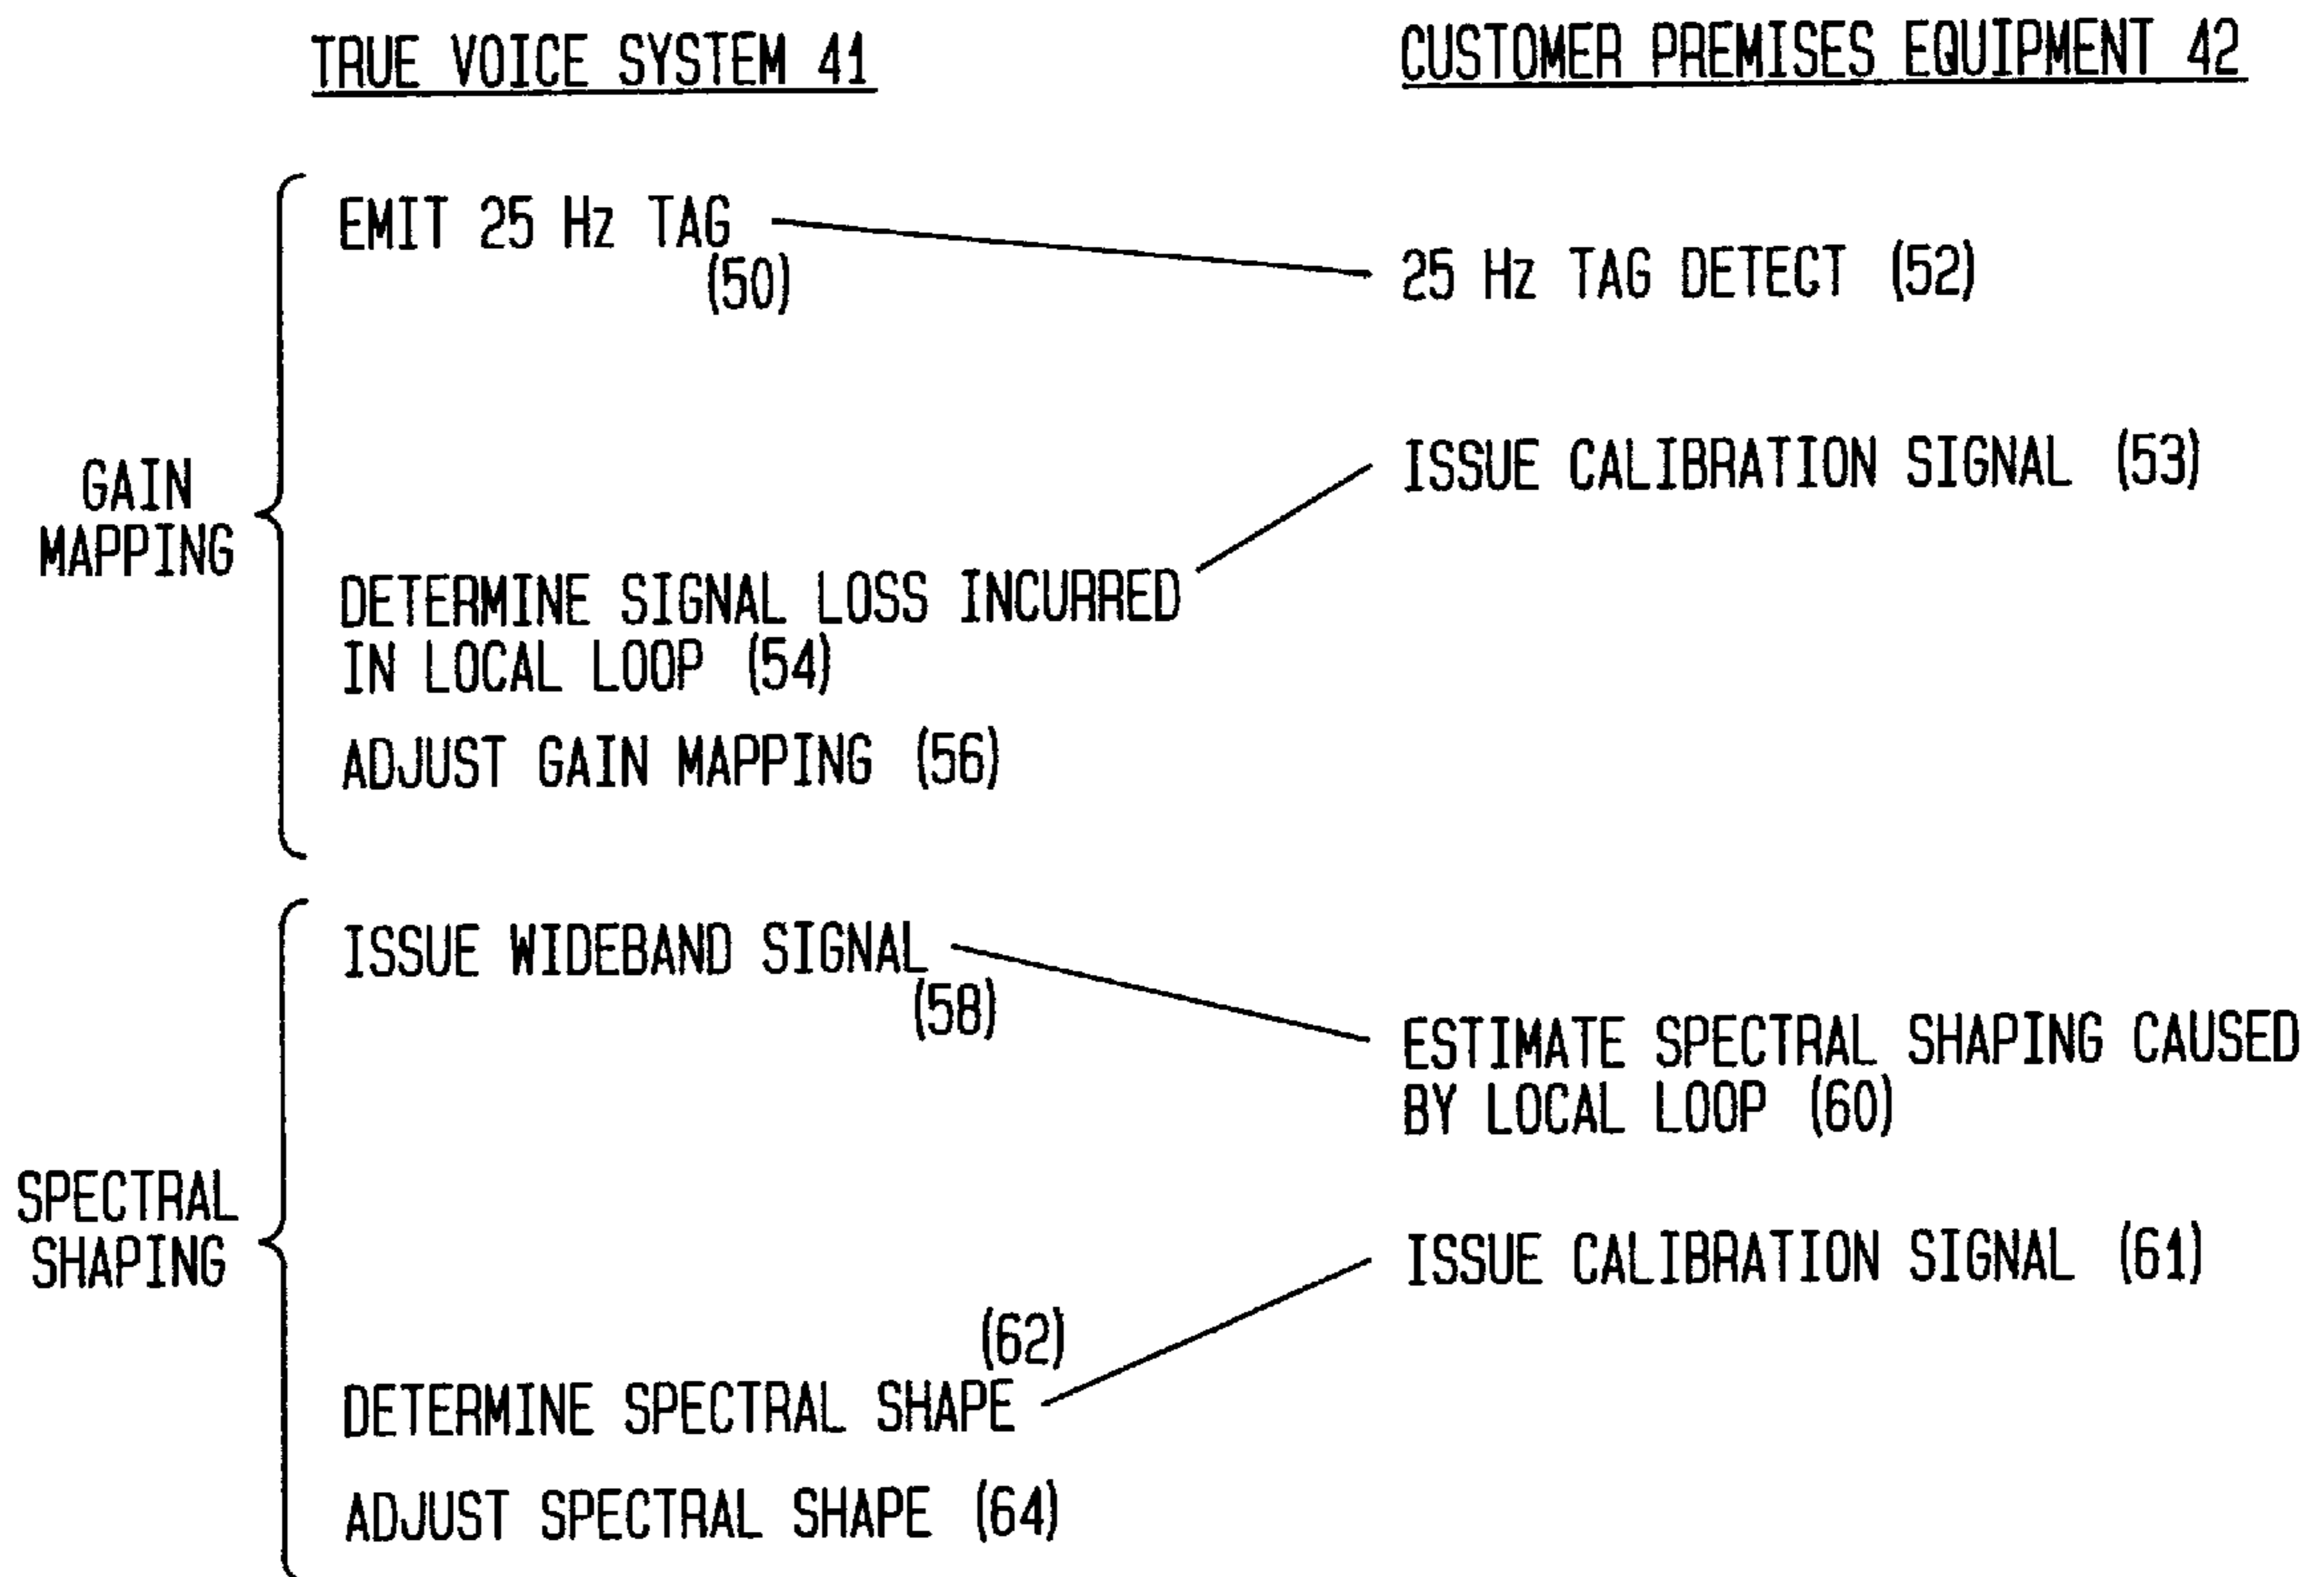 TRUE VOICE SYSTEM 41
CUSTOMER PREMISES EQUIPMENT 42
EMIT 25 Hz TAG
(50)
25 Hz TAG DETECT (52)
GAIN
MAPPING
ISSUE CALIBRATION SIGNAL (53)
DETERMINE SIGNAL LOSS INCURRED
IN LOCAL LOOP (54)
ADJUST GAIN MAPPING (56)
ISSUE WIDEBAND SIGNAL
(58)
ESTIMATE SPECTRAL SHAPING CAUSED
BY LOCAL LOOP (60)
SPECTRAL
SHAPING
ISSUE CALIBRATION SIGNAL (61)
(62)
DETERMINE SPECTRAL SHAPE
ADJUST SPECTRAL SHAPE (64)